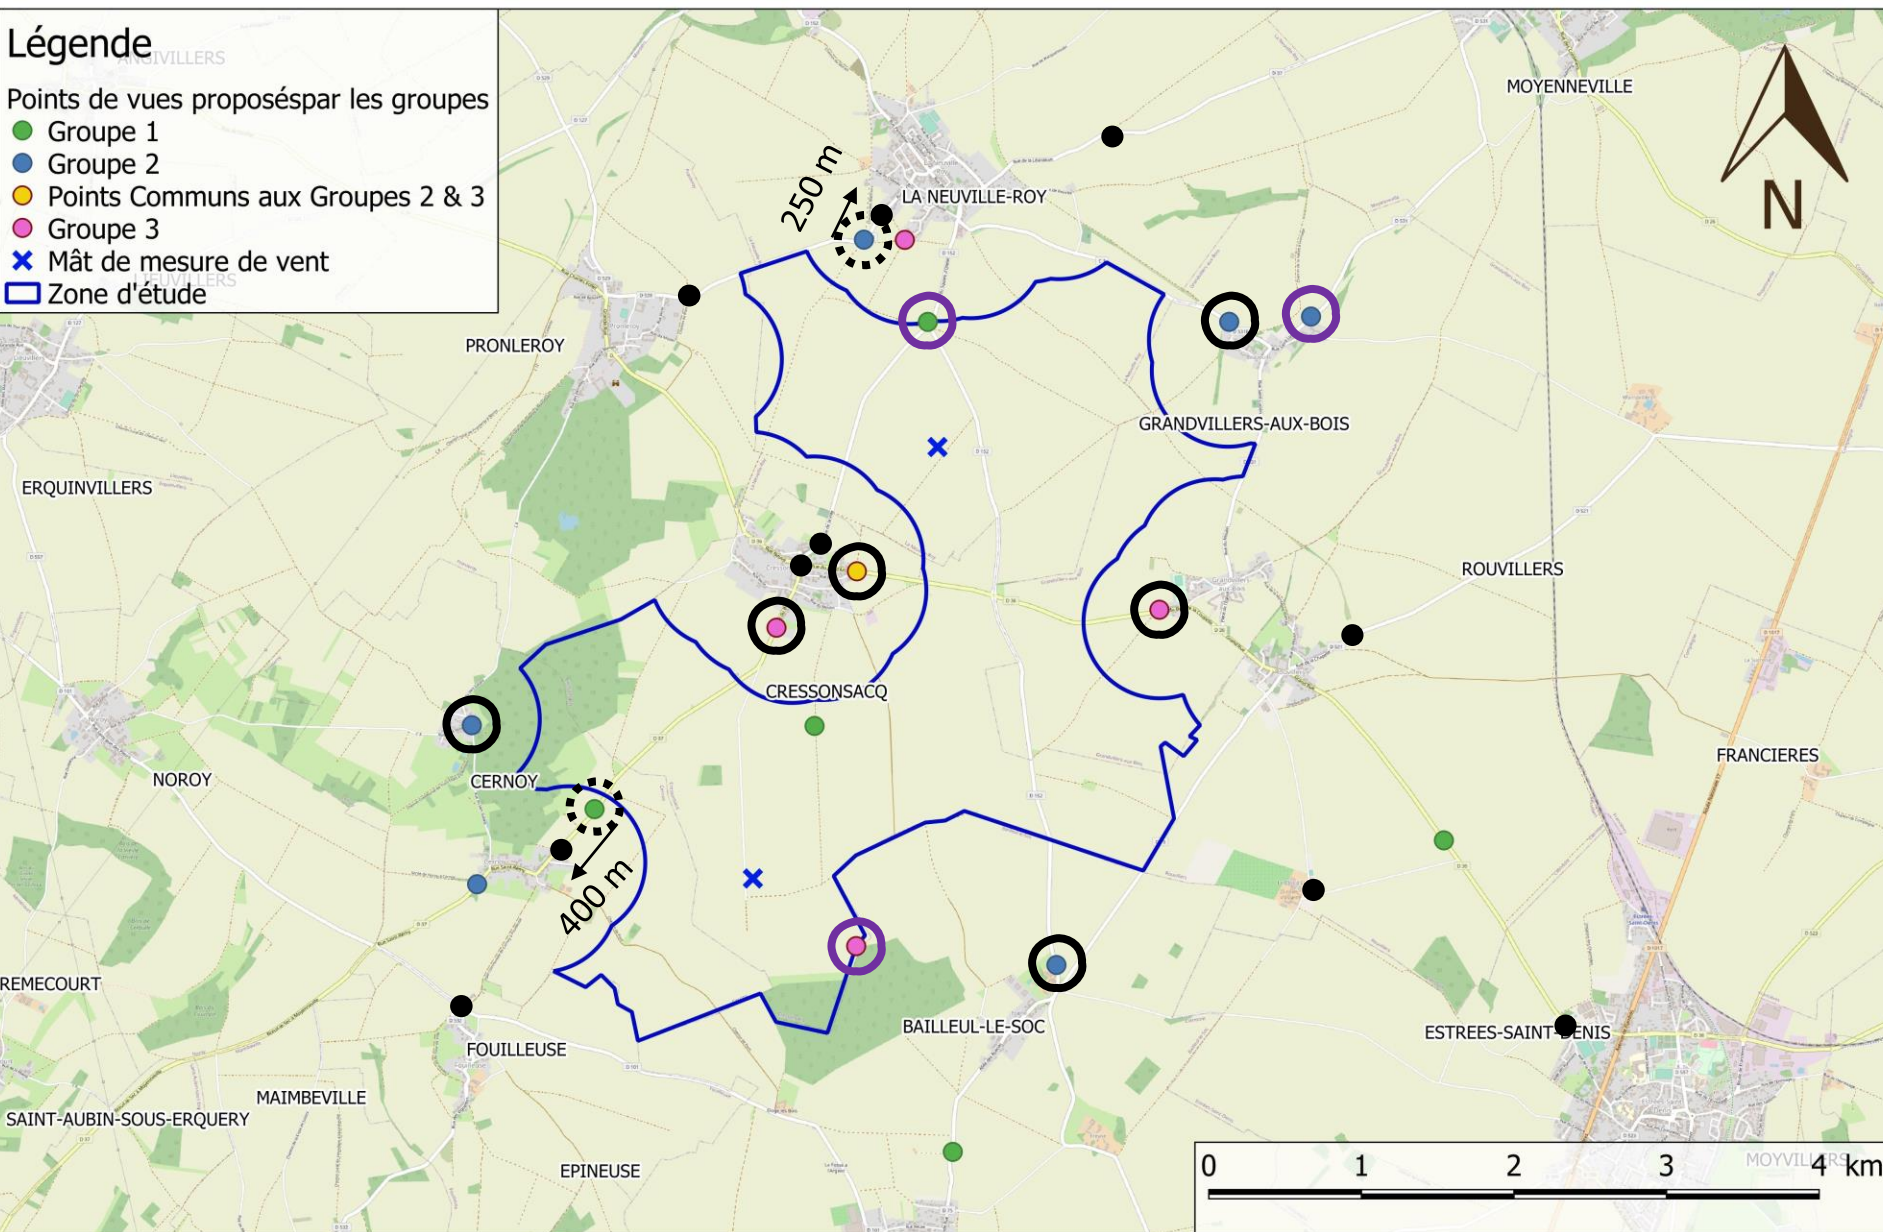 Légende
ANGIVILLERS
Points de vues proposéspar les groupes
Groupe 1
Groupe 2
Points Communs aux Groupes 2 & 3
Groupe 3
Mât de mesure de vent
LIEUVILLERS
Zone d'étude
MOYENNEVILLE
N
250 m
LA NEUVILLE-ROY
PRONLEROY
GRANDVILLERS-AUX-BOIS
ERQUINVILLERS
ROUVILLERS
CRESSONSACQ
FRANCIERES
NOROY
CERNOY
400 m
REMECOURT
BAILLEUL-LE-SOC
ESTREES-SAINT-DENIS
FOUILLEUSE
MAIMBEVILLE
SAINT-AUBIN-SOUS-ERQUERY
EPINEUSE
MOYVILLERS
0 1 2 3 4 km